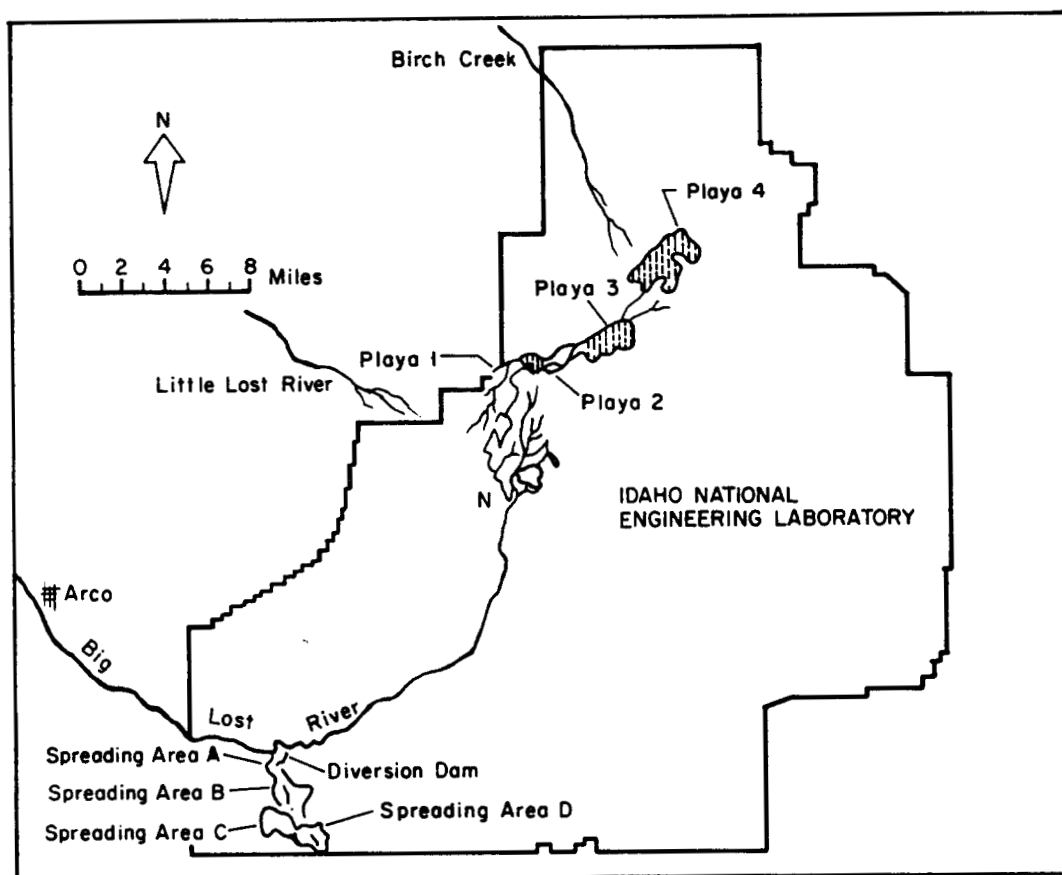 Birch Creek
N
Playa 4
0 2 4 6 8
Miles
Playa 3
Playa 1
Little Lost River
Playa 2
N
IDAHO NATIONAL
ENGINEERING LABORATORY
Arco
Big
Lost
River
Spreading Area A
Diversion Dam
Spreading Area B
Spreading Area D
Spreading Area C